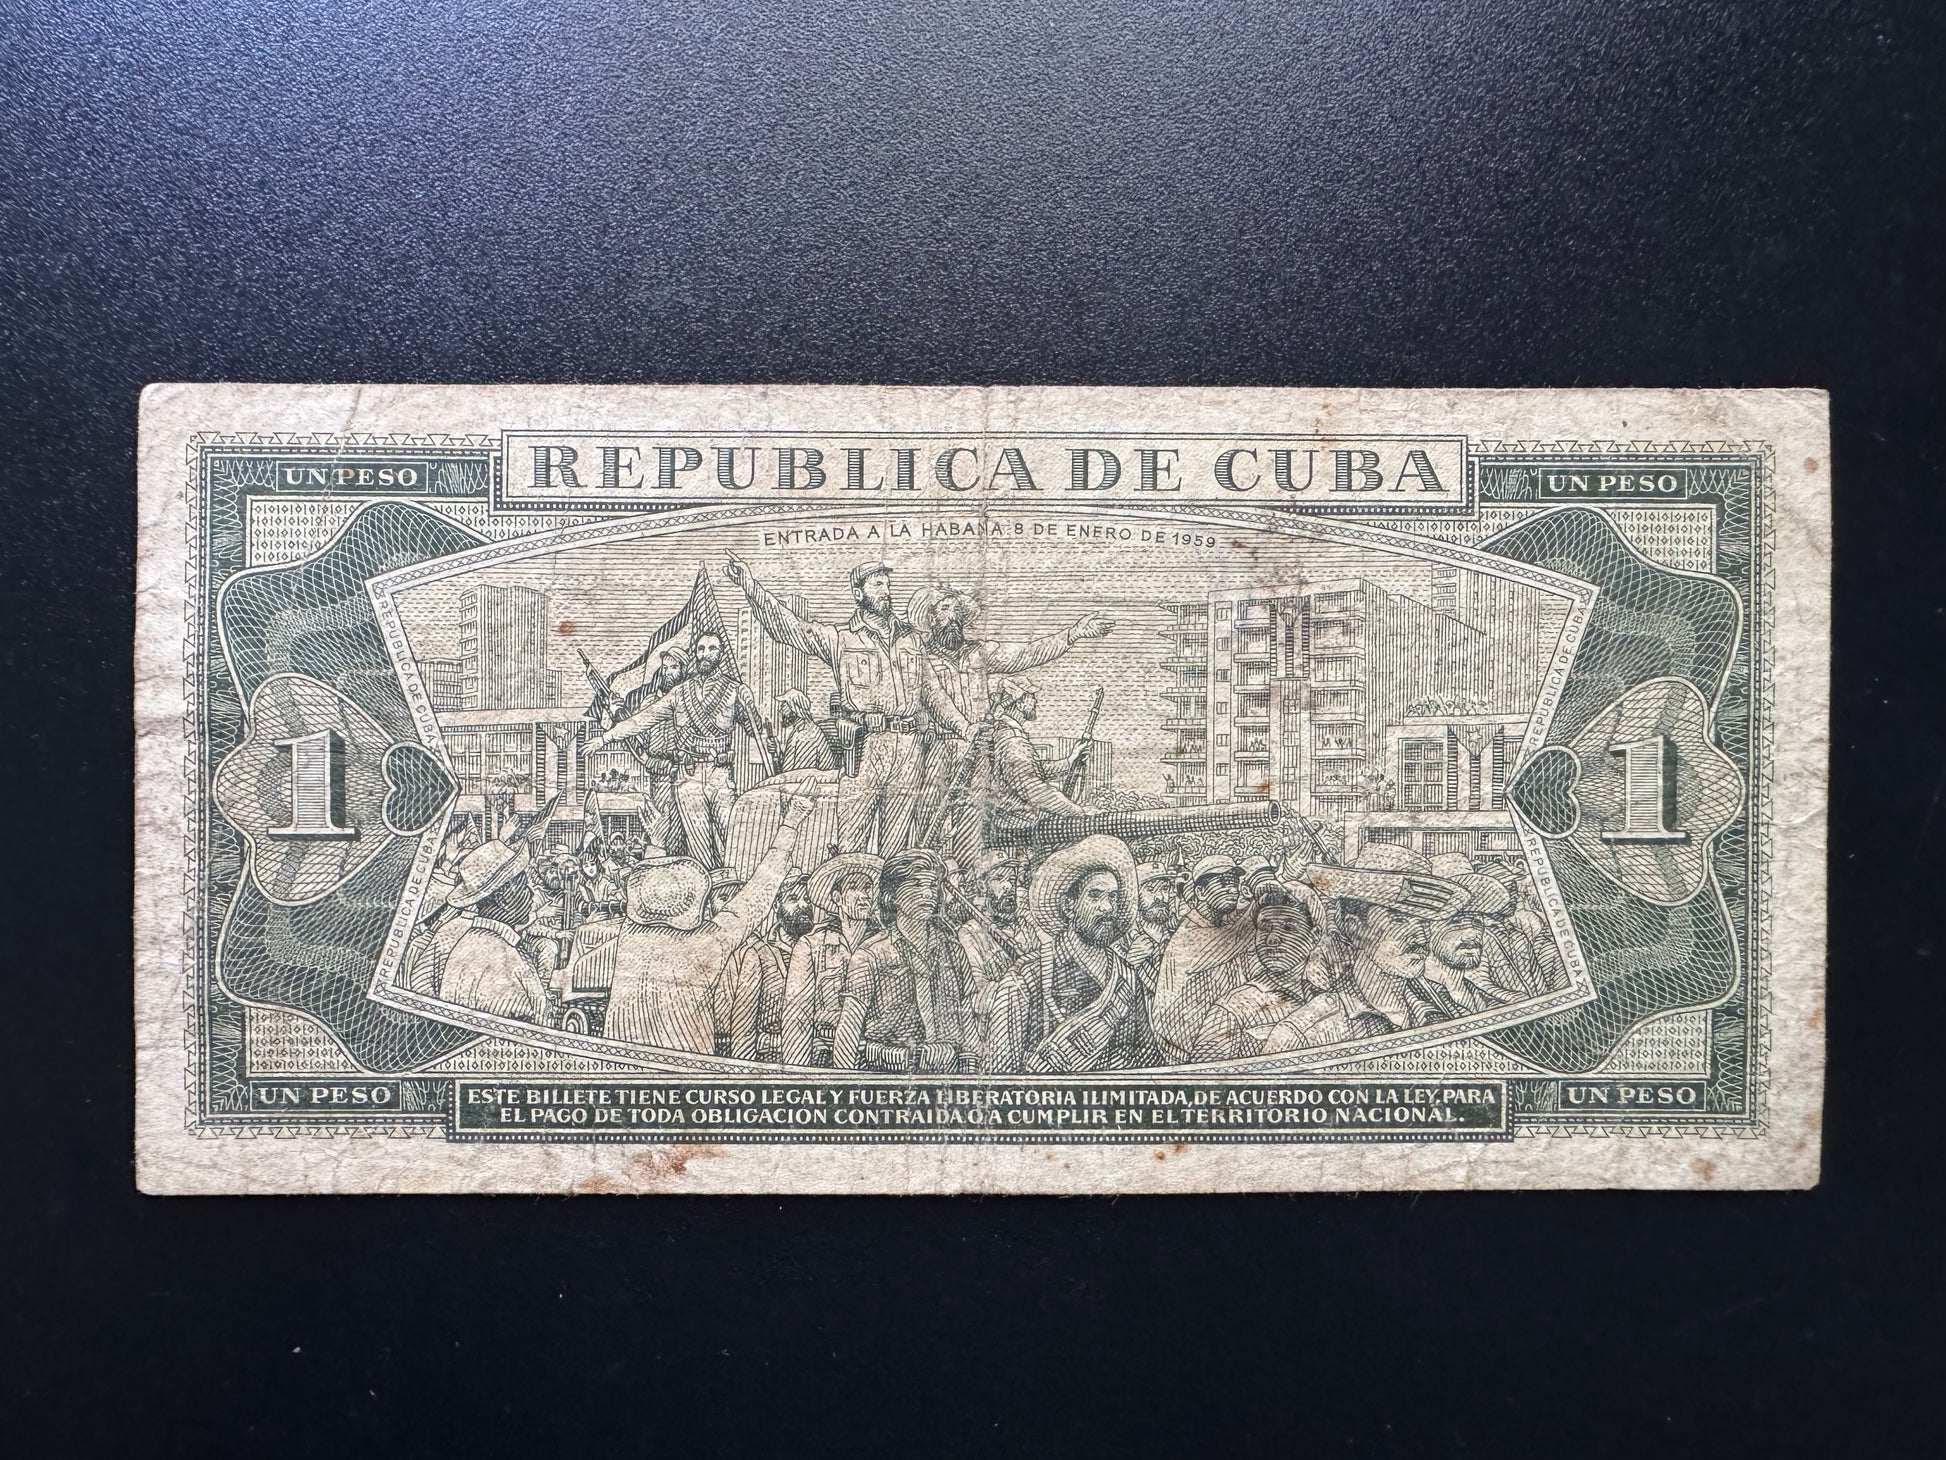 UN PESO
REPUBLICA DE CUBA
UN PESO
ENTRADA A LA HABANA 8 DE ENERO DE 1959
REPUBLICA DE CUBA
REPUBLICA DE CUBA
1
1
REPUBLICA DE CUBA
REPUBLICA DE CUBA
UN PESO
ESTE BILLETE TIENE CURSO LEGAL Y FUERZA LIBERATORIA ILIMITADA, DE ACUERDO CON LA LEY, PARA
EL PAGO DE TODA OBLIGACION CONTRAIDA O A CUMPLIR EN EL TERRITORIO NACIONAL.
UN PESO